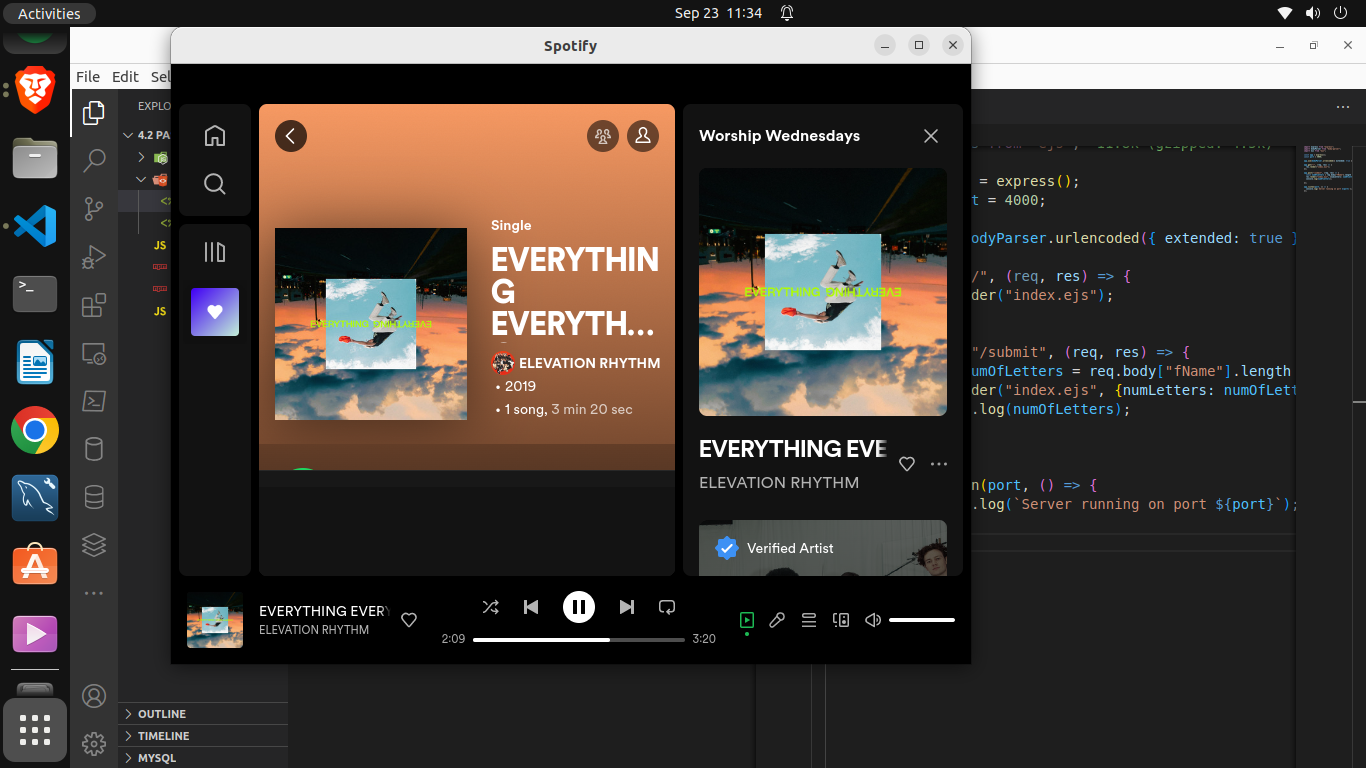 Activities
Sep 23 11:34
Spotify
File Edit Sel
EXPLO
4.2 PA
JS
JS
OUTLINE
TIMELINE
MYSQL
Single
EVERYTHIN
G
EVERYTH…
ELEVATION RHYTHM
• 2019
• 1 song, 3 min 20 sec
EVERYTHING EVERYTHING
Worship Wednesdays
EVERYTHING EVERYTHING
EVERYTHING EVE
ELEVATION RHYTHM
Verified Artist
EVERYTHING EVERY
ELEVATION RHYTHM
2:09
3:20
= express();
t = 4000;
odyParser.urlencoded({ extended: true }
/", (req, res) => {
der("index.ejs");
"/submit", (req, res) => {
umOfLetters = req.body["fName"].length
der("index.ejs", {numLetters: numOfLett
.log(numOfLetters);
n(port, () => {
.log(`Server running on port ${port}`);